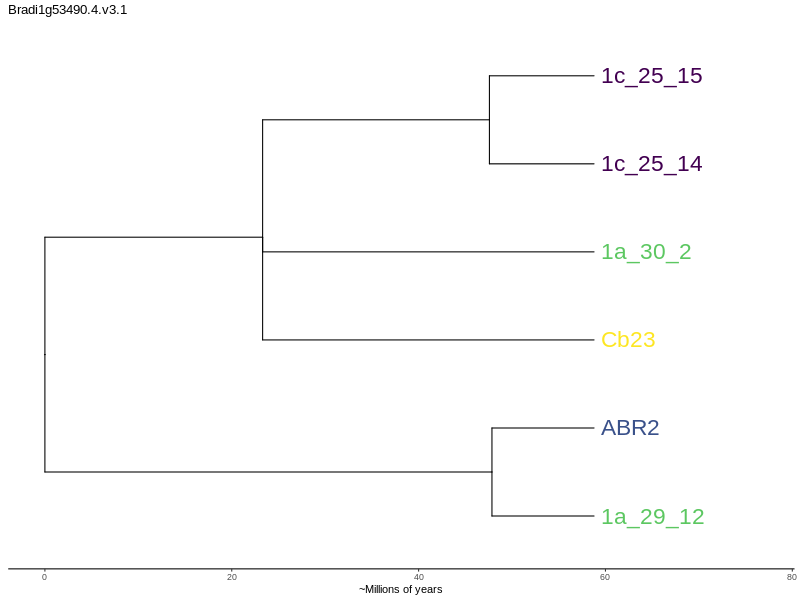 Bradi1g53490.4.v3.1
1c_25_15
1c_25_14
1a_30_2
Cb23
ABR2
1a_29_12
0 20 40 60 80
~Millions of years